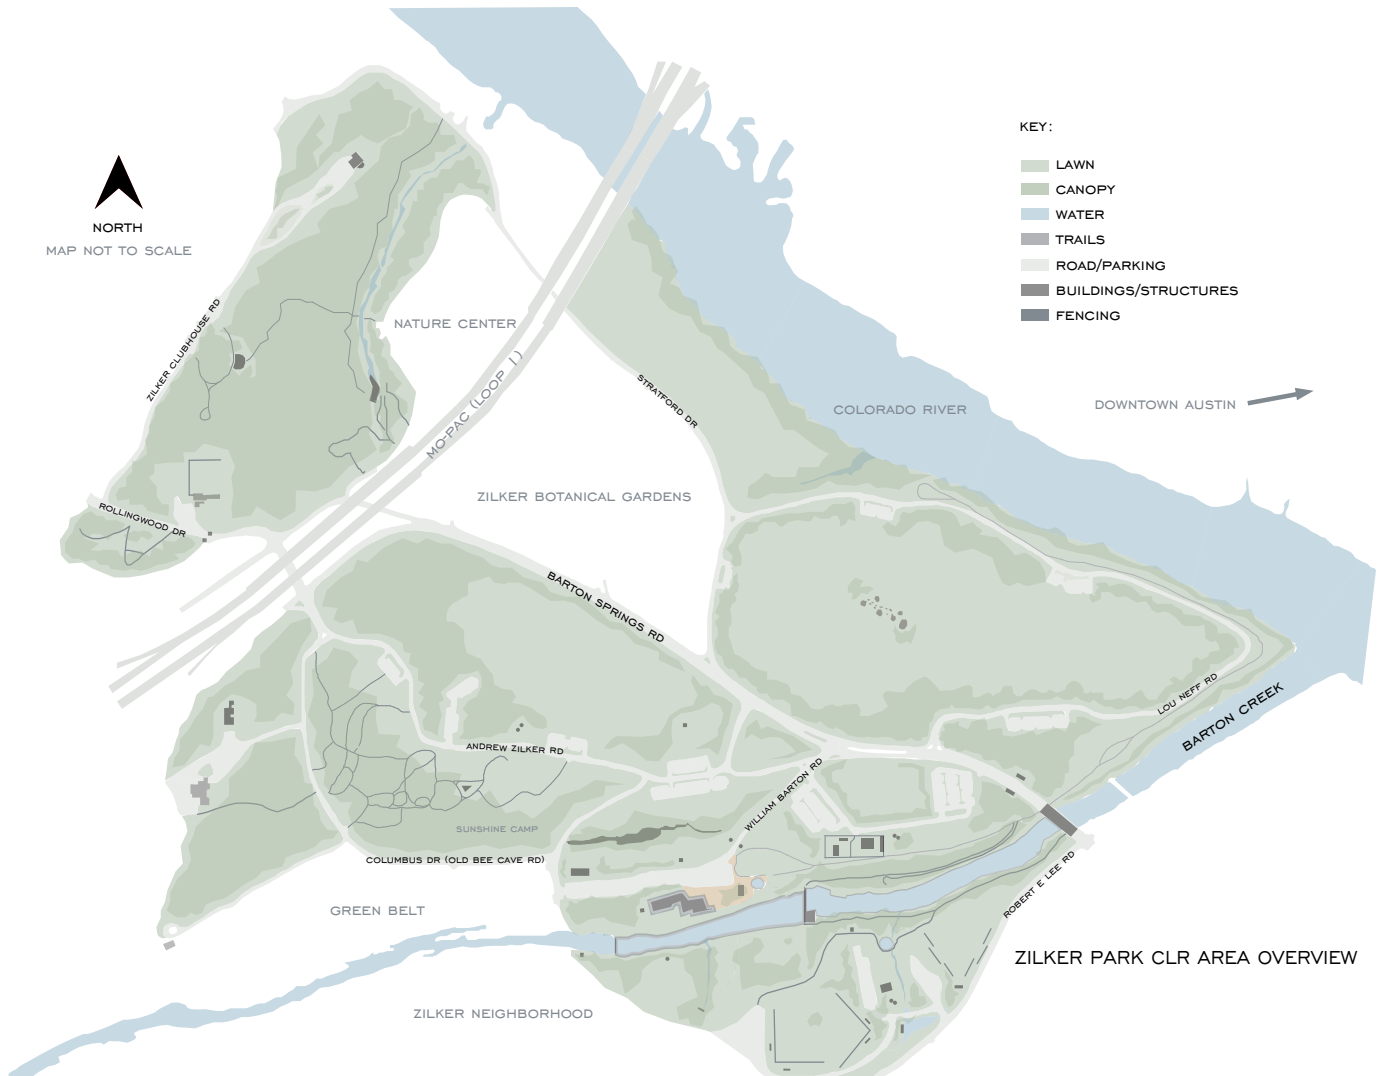 KEY:
LAWN
CANOPY
WATER
TRAILS
ROAD/PARKING
BUILDINGS/STRUCTURES
FENCING
NORTH
MAP NOT TO SCALE
ZILKER CLUBHOUSE RD
NATURE CENTER
MO-PAC (LOOP 1)
STRATFORD DR
COLORADO RIVER
DOWNTOWN AUSTIN
ZILKER BOTANICAL GARDENS
ROLLINGWOOD DR
BARTON SPRINGS RD
LOU NEFF RD
BARTON CREEK
ANDREW ZILKER RD
WILLIAM BARTON RD
SUNSHINE CAMP
COLUMBUS DR (OLD BEE CAVE RD)
ROBERT E LEE RD
GREEN BELT
ZILKER PARK CLR AREA OVERVIEW
ZILKER NEIGHBORHOOD